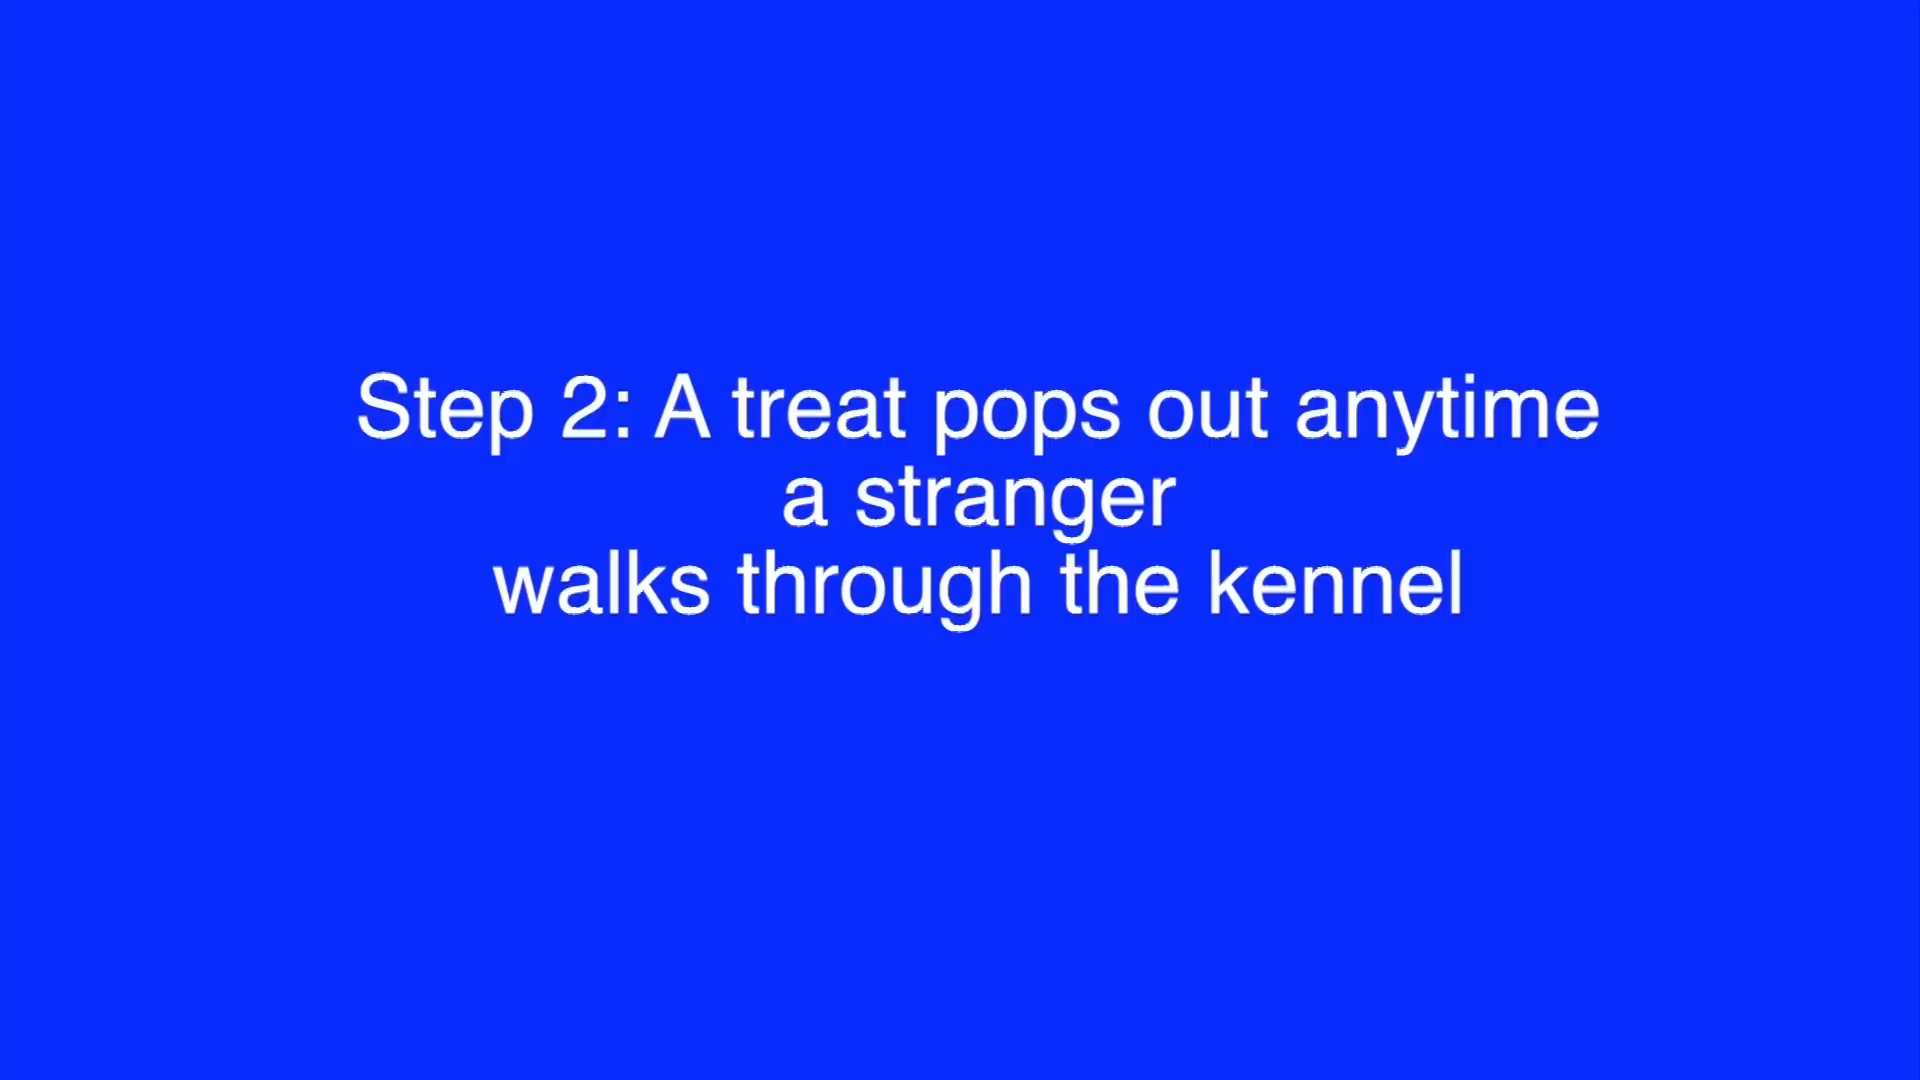 Step 2: A treat pops out anytime
a stranger
walks through the kennel